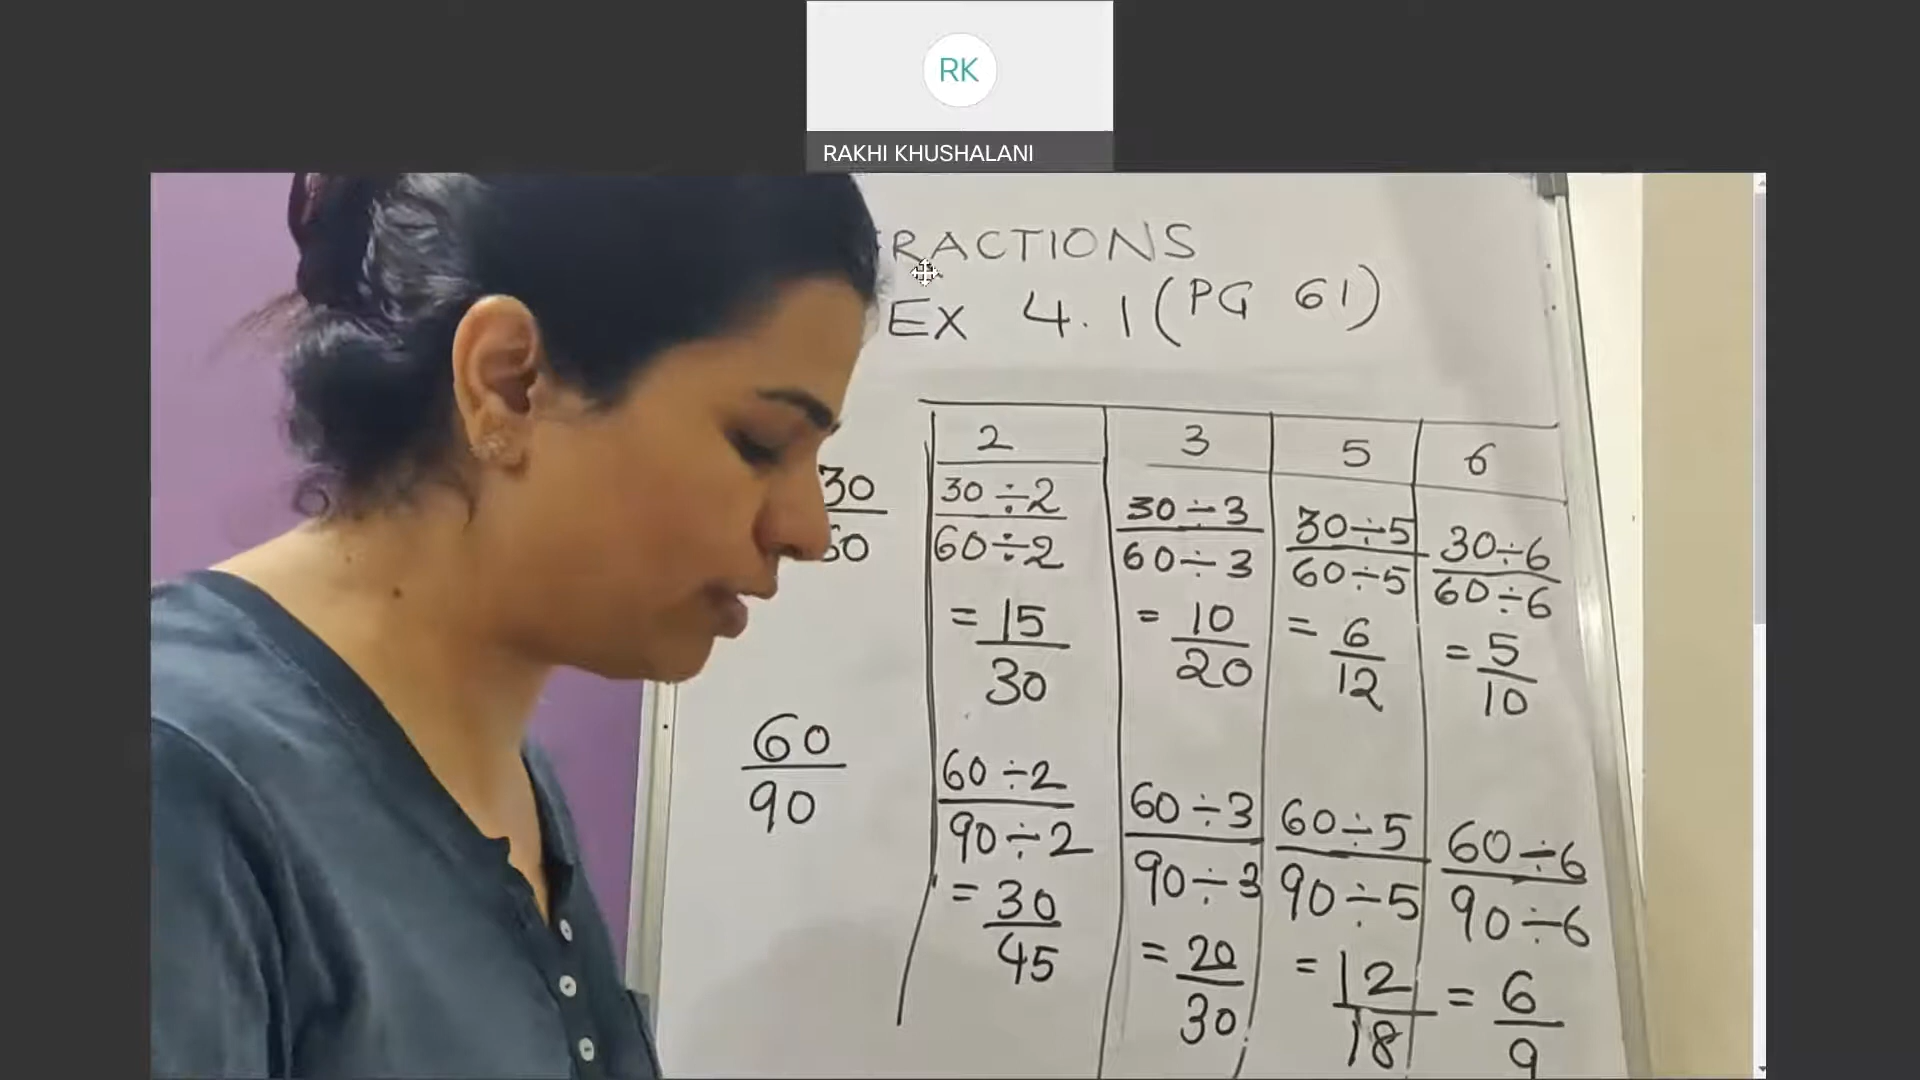 RK
RAKHI KHUSHALANI
RACTIONS
EX 4.1 (PG 61)
2 3 5 6
30 30÷2 30÷3 30÷5 30÷6
60 60÷2 60÷3 60÷5 60÷6
= 15 = 10 = 6 = 5
30 20 12 10
60 60÷2 60÷3 60÷5 60÷6
90 90÷2 90÷3 90÷5 90÷6
= 30 = 20 = 12 = 6
45 30 18 9